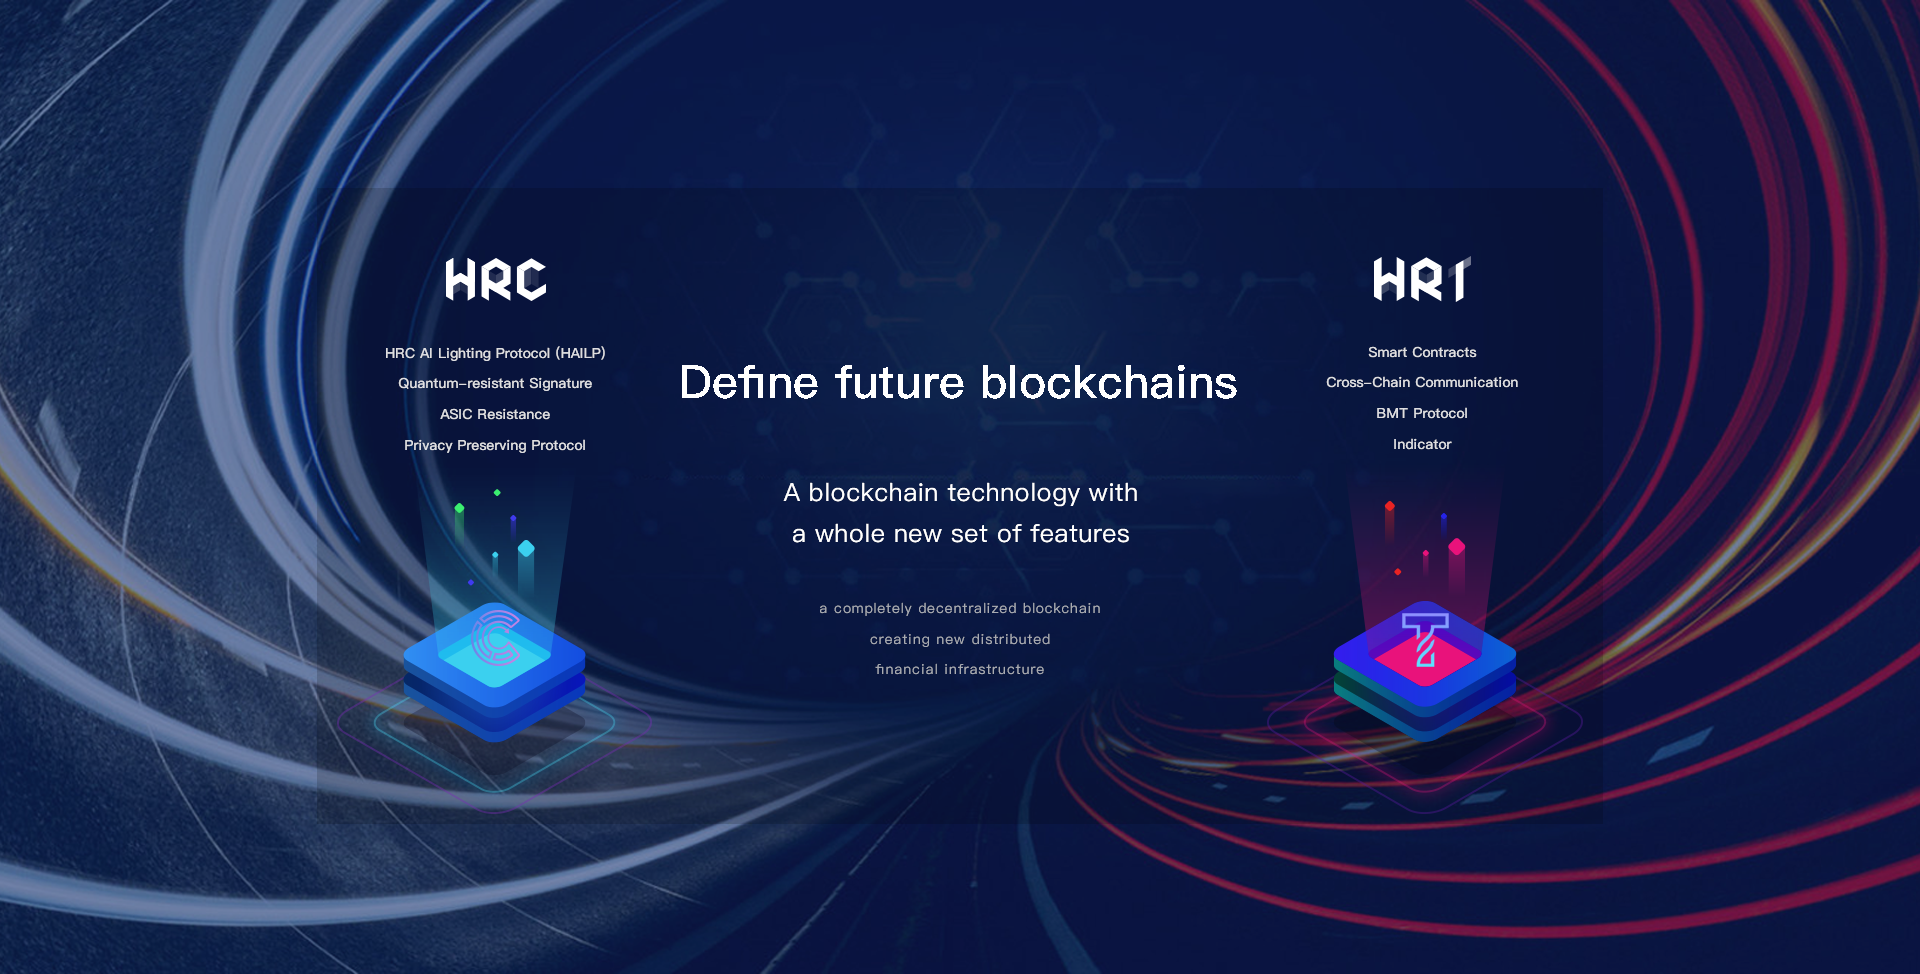 HRC
HRC AI Lighting Protocol (HAILP)
Quantum-resistant Signature
ASIC Resistance
Privacy Preserving Protocol
Define future blockchains
A blockchain technology with
a whole new set of features
a completely decentralized blockchain
creating new distributed
financial infrastructure
HRT
Smart Contracts
Cross-Chain Communication
BMT Protocol
Indicator
C
T